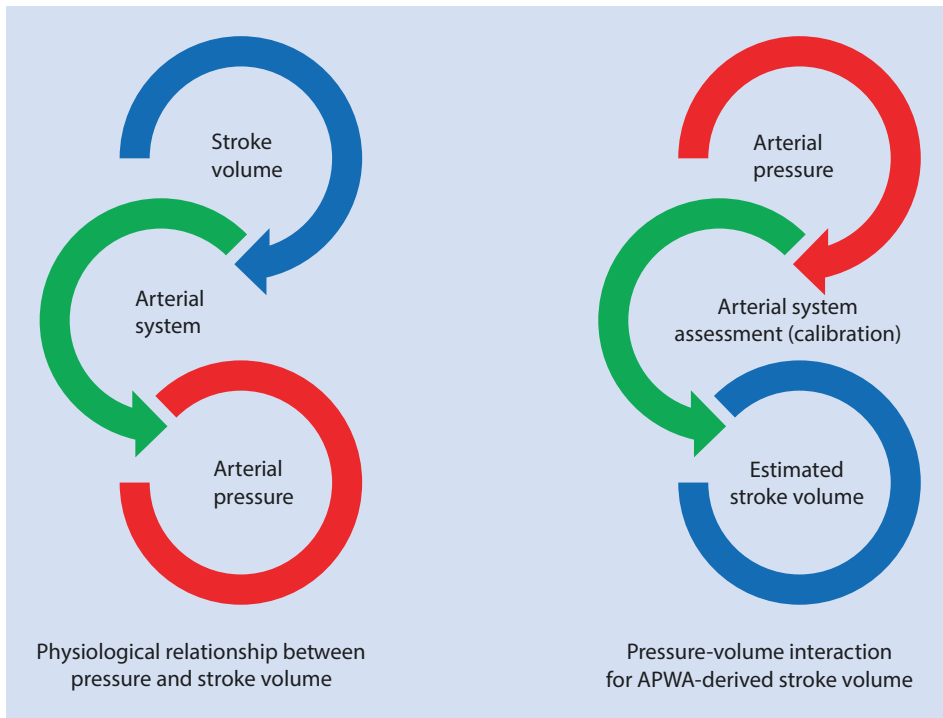 Stroke
volume
Arterial
system
Arterial
pressure
Physiological relationship between
pressure and stroke volume
Arterial
pressure
Arterial system
assessment (calibration)
Estimated
stroke volume
Pressure-volume interaction
for APWA-derived stroke volume